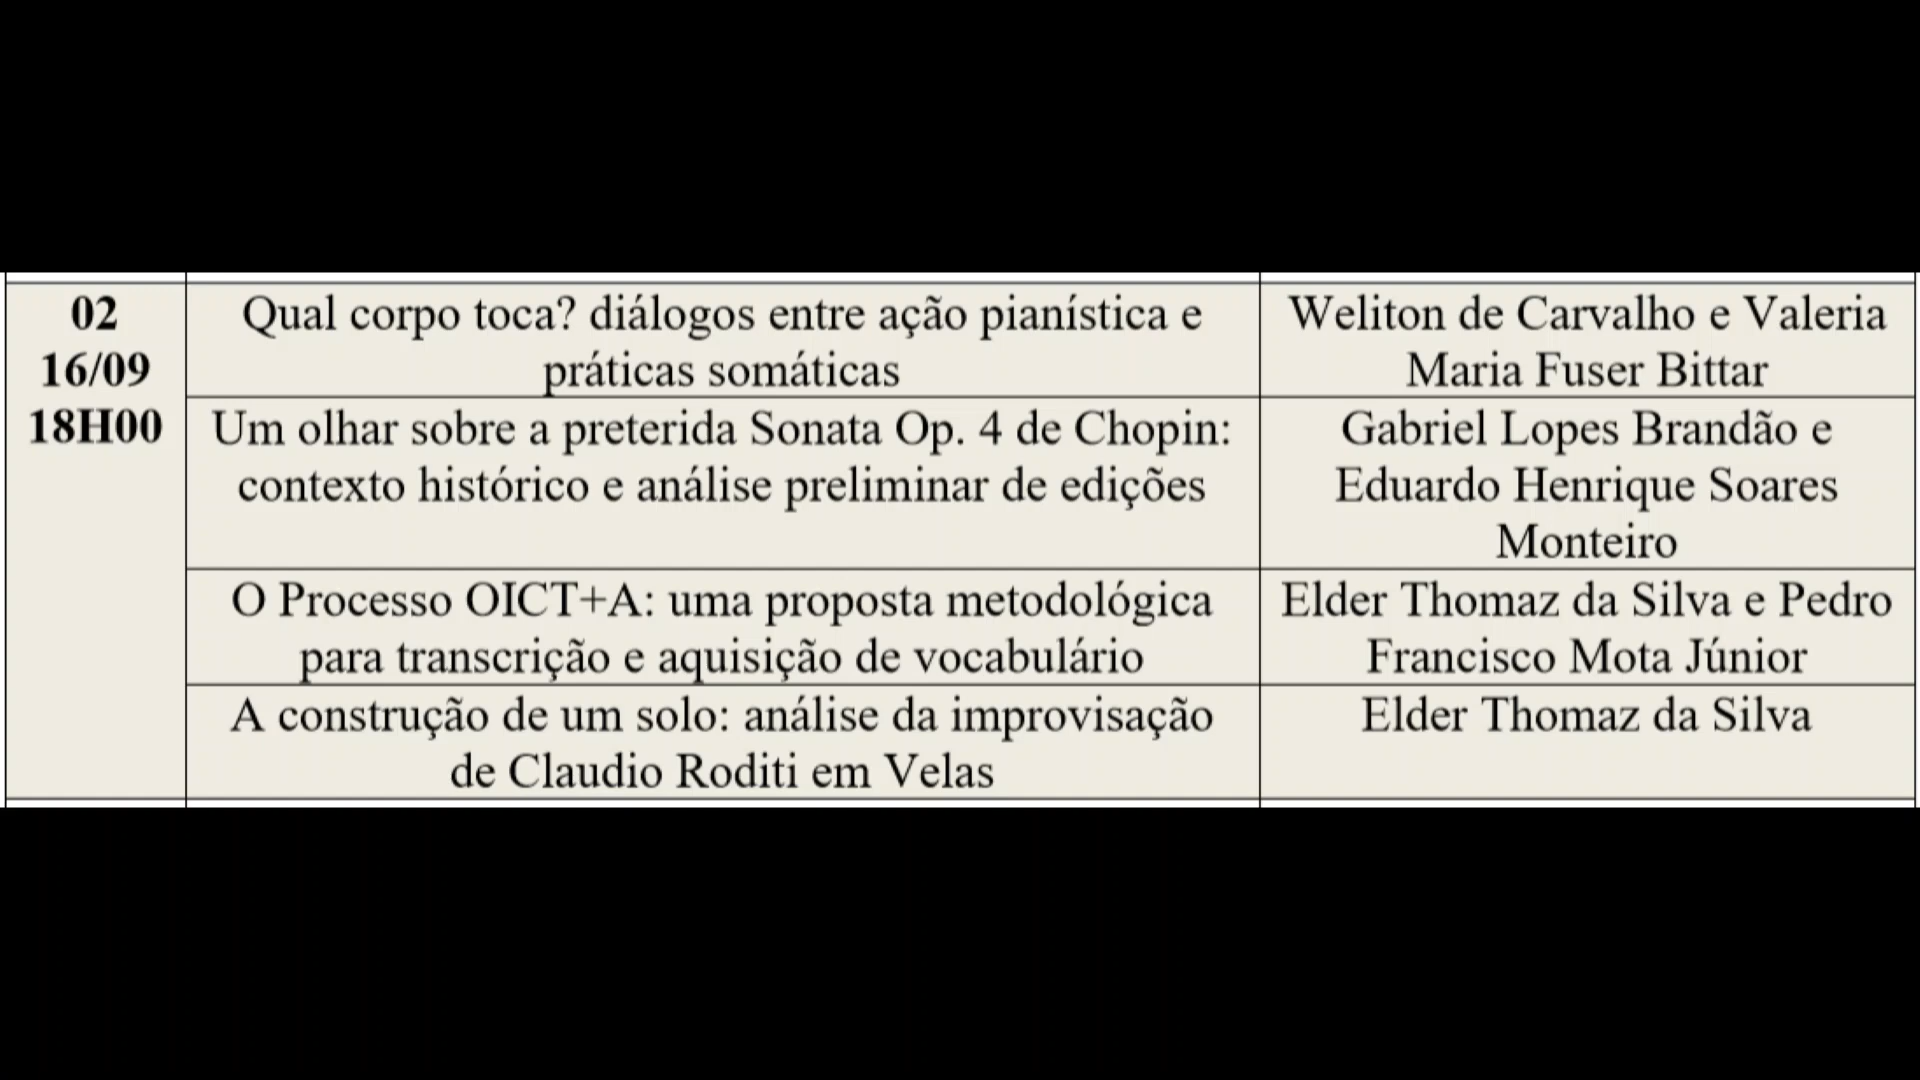 02
16/09
18H00
Qual corpo toca? diálogos entre ação pianística e
práticas somáticas
Weliton de Carvalho e Valeria
Maria Fuser Bittar
Um olhar sobre a preterida Sonata Op. 4 de Chopin:
contexto histórico e análise preliminar de edições
Gabriel Lopes Brandão e
Eduardo Henrique Soares
Monteiro
O Processo OICT+A: uma proposta metodológica
para transcrição e aquisição de vocabulário
Elder Thomaz da Silva e Pedro
Francisco Mota Júnior
A construção de um solo: análise da improvisação
de Claudio Roditi em Velas
Elder Thomaz da Silva